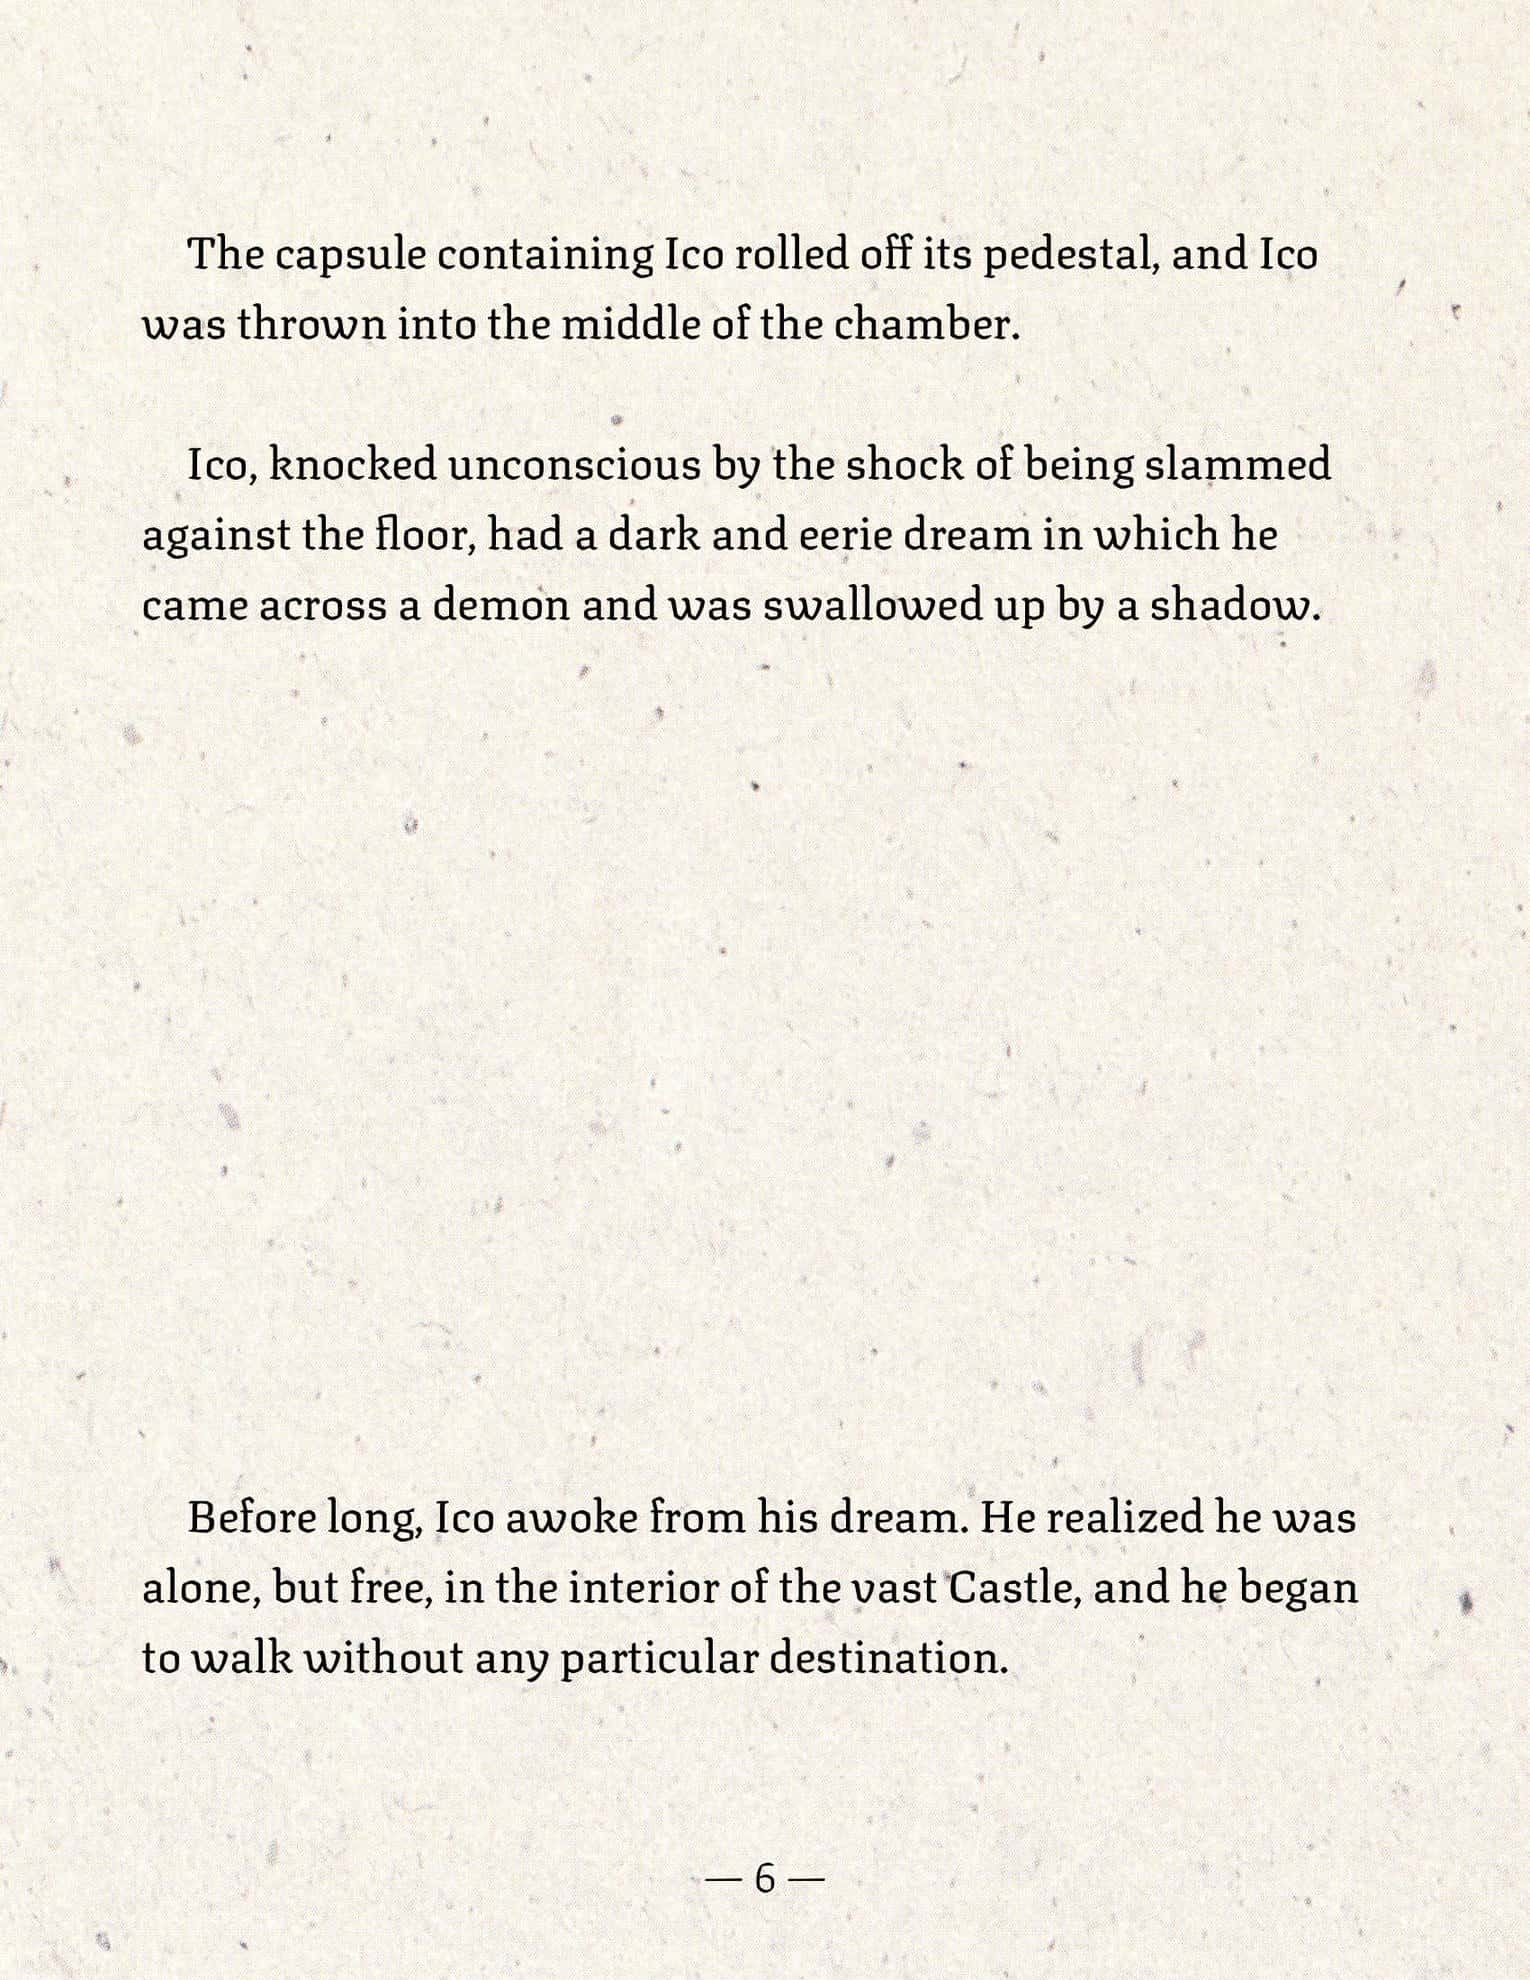 The capsule containing Ico rolled off its pedestal, and Ico
was thrown into the middle of the chamber.
Ico, knocked unconscious by the shock of being slammed
against the floor, had a dark and eerie dream in which he
came across a demon and was swallowed up by a shadow.
Before long, Ico awoke from his dream. He realized he was
alone, but free, in the interior of the vast Castle, and he began
to walk without any particular destination.
— 6 —